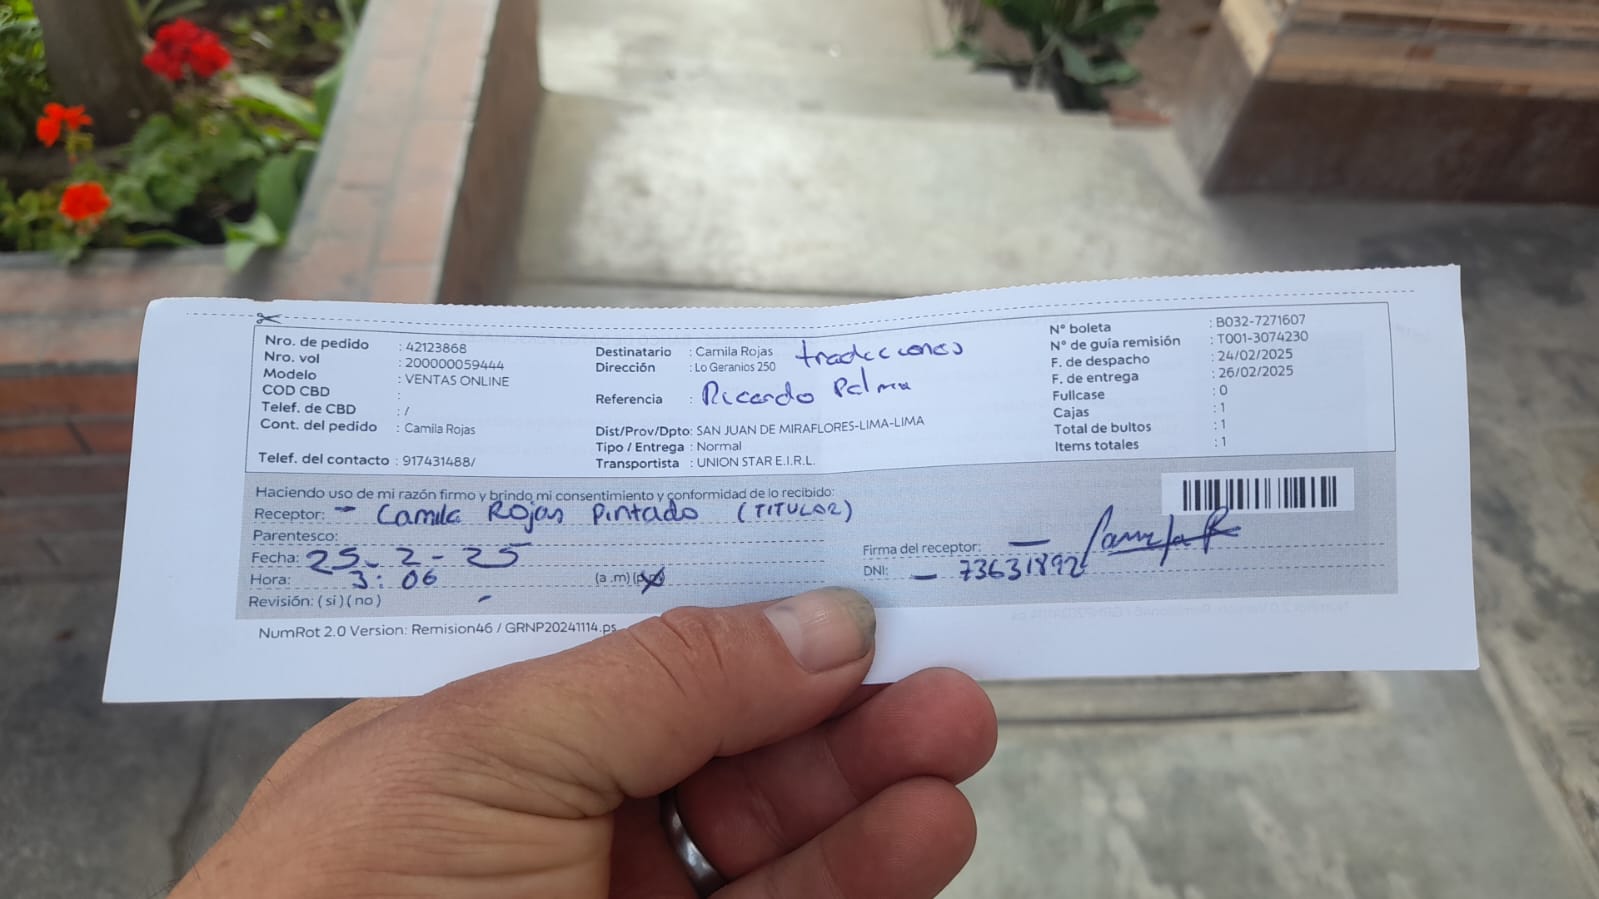 Nro. de pedido : 42123868
Nro. vol : 200000059444
Modelo : VENTAS ONLINE
COD CBD :
Telef. de CBD : /
Cont. del pedido : Camila Rojas
Telef. del contacto : 917431488/
Destinatario : Camila Rojas tradiciones
Dirección : Lo Geranios 250
Referencia : Ricardo Palma
Dist/Prov/Dpto: SAN JUAN DE MIRAFLORES-LIMA-LIMA
Tipo / Entrega : Normal
Transportista : UNION STAR E.I.R.L.
N° boleta : B032-7271607
N° de guía remisión : T001-3074230
F. de despacho : 24/02/2025
F. de entrega : 26/02/2025
Fullcase : 0
Cajas : 1
Total de bultos : 1
Items totales : 1
Haciendo uso de mi razón firmo y brindo mi consentimiento y conformidad de lo recibido:
Receptor: - Camila Rojas Pintado (TITULAR)
Parentesco:
Fecha: 25-2-25
Hora: 3:06 (a .m)(p.m)
Revisión: ( si )( no )
Firma del receptor: - Camila R
DNI: - 73631892
NumRot 2.0 Version: Remision46 / GRNP20241114.ps